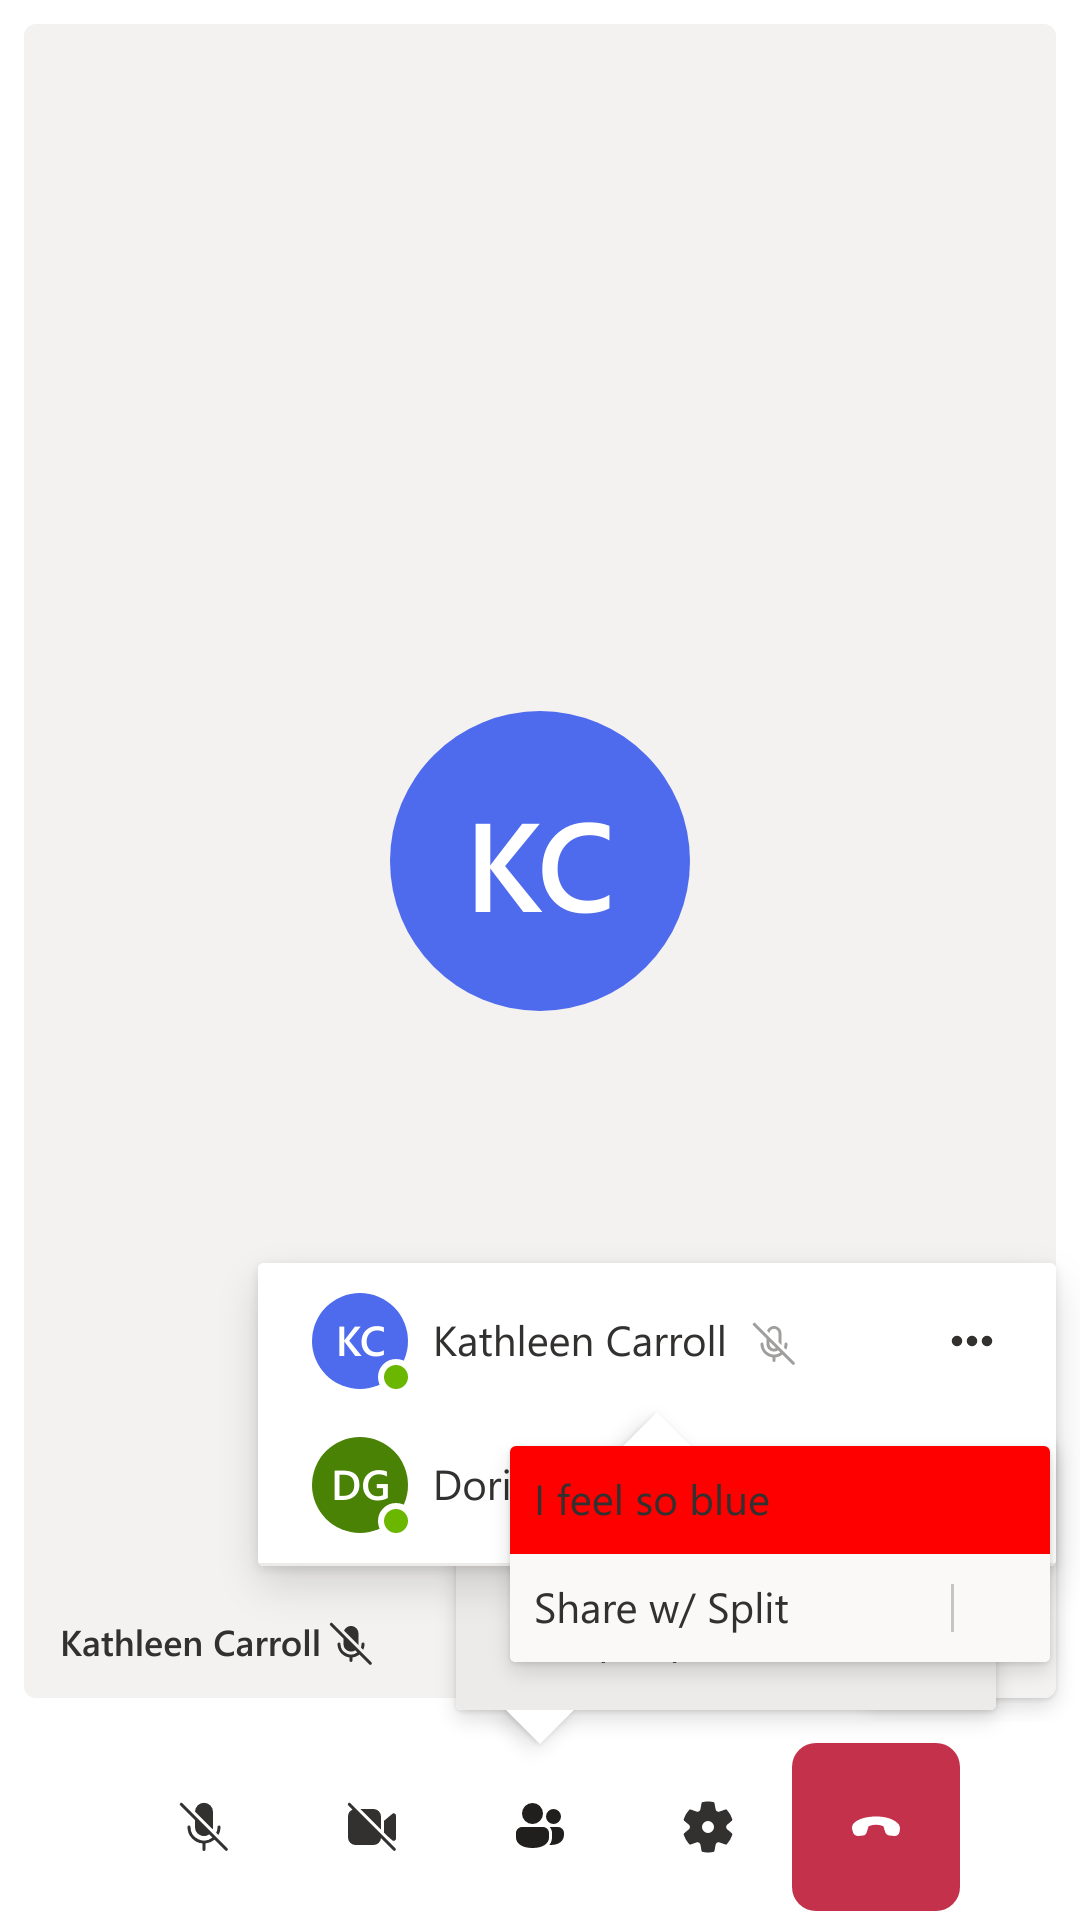 KC
KC Kathleen Carroll
DG Dori
I feel so blue
Share w/ Split
Kathleen Carroll